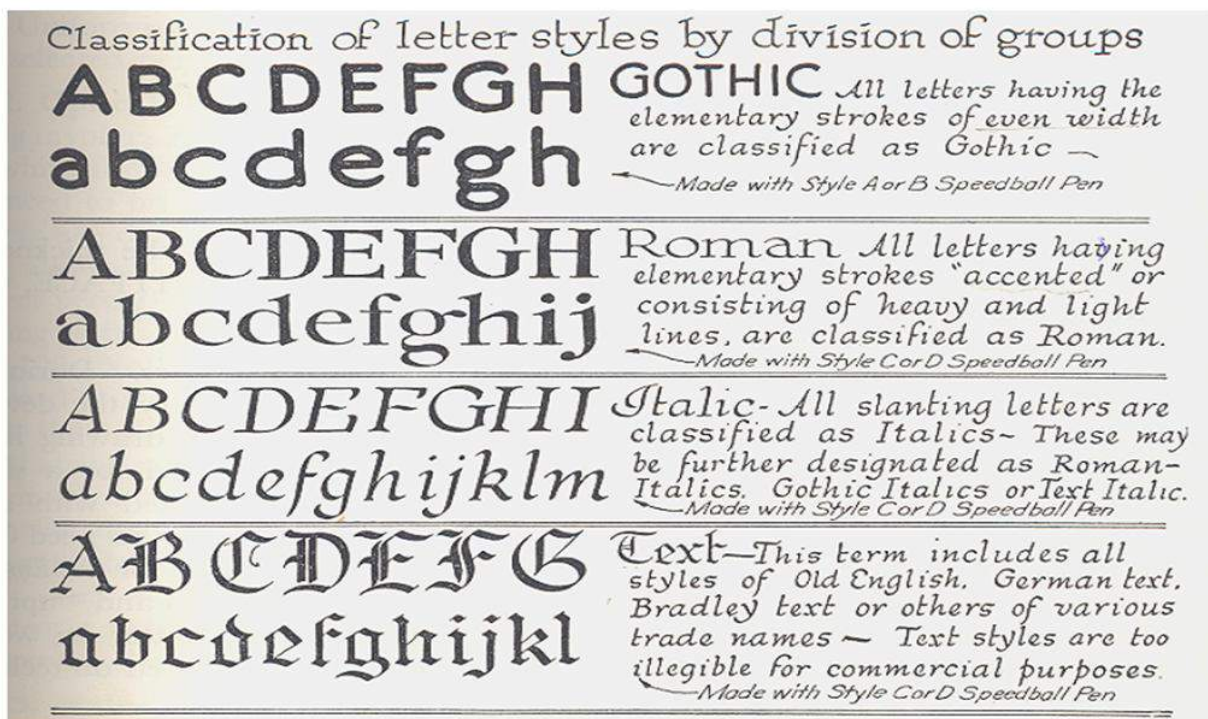 Classification of letter styles by division of groups
A B C D E F G H
a b c d e f g h
GOTHIC All letters having the
elementary strokes of even width
are classified as Gothic
Made with Style A or B Speedball Pen
ABCDEFGH
abcdefghij
Roman All letters having
elementary strokes "accented" or
consisting of heavy and light
lines, are classified as Roman.
Made with Style C or D Speedball Pen
ABCDEFGHI
abcdefghijklm
Italic - All slanting letters are
classified as Italics ~ These may
be further designated as Roman-
Italics. Gothic Italics or Text Italic.
Made with Style C or D Speedball Pen
ABCDEFG
abcdefghijkl
Text—This term includes all
styles of Old English. German text.
Bradley text or others of various
trade names — Text styles are too
illegible for commercial purposes.
Made with Style C or D Speedball Pen